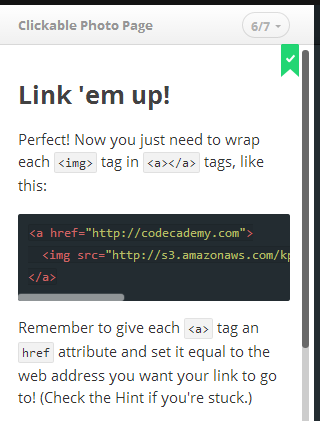 Clickable Photo Page
6/7
Link 'em up!
Perfect! Now you just need to wrap
each <img> tag in <a></a> tags, like
this:
<a href="http://codecademy.com">
<img src="http://s3.amazonaws.com/kp
</a>
Remember to give each <a> tag an
href attribute and set it equal to the
web address you want your link to go
to! (Check the Hint if you're stuck.)